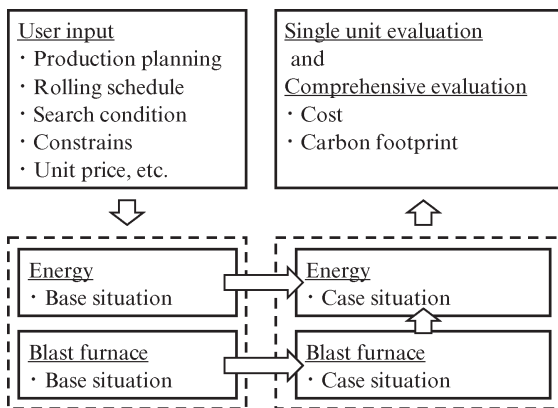 User input
・Production planning
・Rolling schedule
・Search condition
・Constrains
・Unit price, etc.
Single unit evaluation
and
Comprehensive evaluation
・Cost
・Carbon footprint
Energy
・Base situation
Energy
・Case situation
Blast furnace
・Base situation
Blast furnace
・Case situation